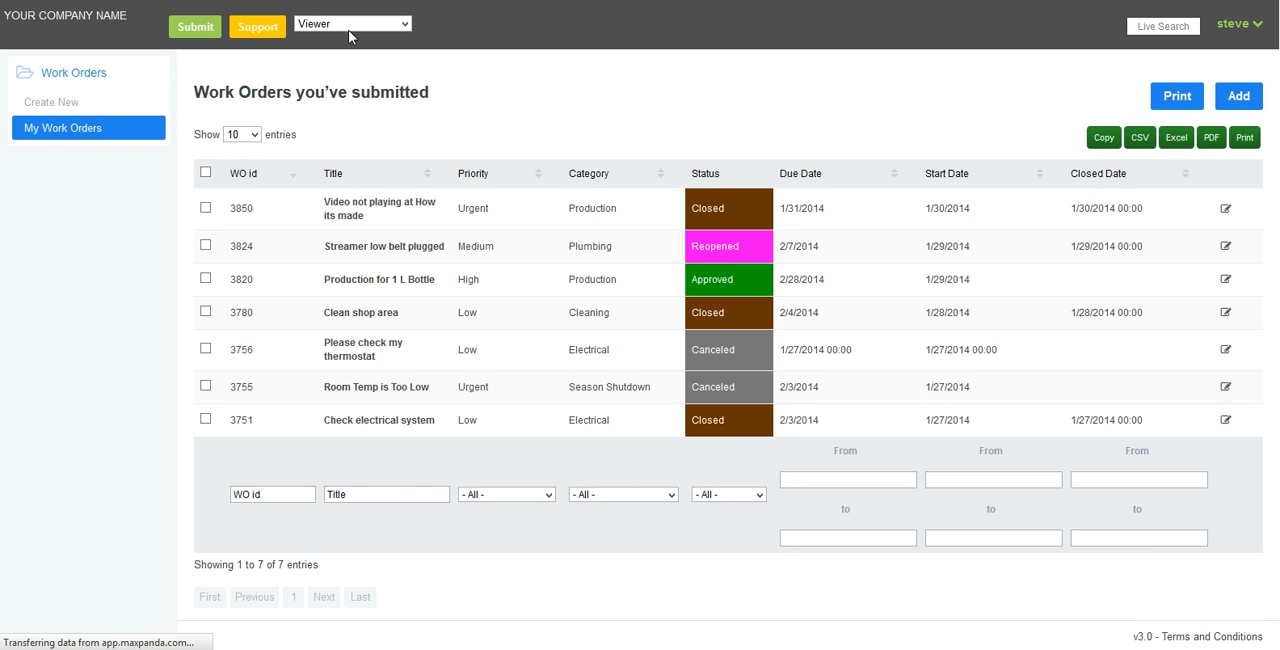 YOUR COMPANY NAME
Submit Support Viewer Live Search steve
Work Orders
Create New
My Work Orders
Work Orders you've submitted
Print Add
Show 10 entries
Copy CSV Excel PDF Print
WO id Title Priority Category Status Due Date Start Date Closed Date
3850 Video not playing at How its made Urgent Production Closed 1/31/2014 1/30/2014 1/30/2014 00:00
3824 Streamer low belt plugged Medium Plumbing Reopened 2/7/2014 1/29/2014 1/29/2014 00:00
3820 Production for 1 L Bottle High Production Approved 2/28/2014 1/29/2014
3780 Clean shop area Low Cleaning Closed 2/4/2014 1/28/2014 1/28/2014 00:00
3756 Please check my thermostat Low Electrical Canceled 1/27/2014 00:00 1/27/2014 00:00
3755 Room Temp is Too Low Urgent Season Shutdown Canceled 2/3/2014 1/27/2014
3751 Check electrical system Low Electrical Closed 2/3/2014 1/27/2014 1/27/2014 00:00
From From From
WO id Title - All - - All - - All -
to to to
Showing 1 to 7 of 7 entries
First Previous 1 Next Last
v3.0 - Terms and Conditions
Transferring data from app.maxpanda.com...